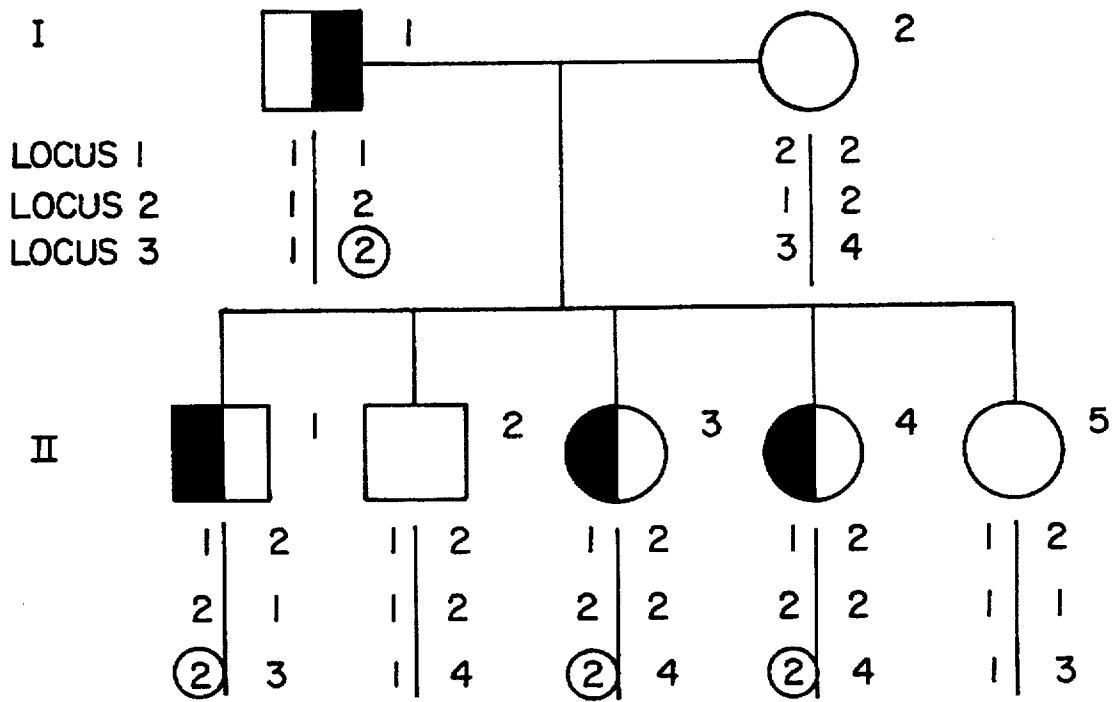 I 1 2
LOCUS 1 1 1 2 2
LOCUS 2 1 2 1 2
LOCUS 3 1 2 3 4
II 1 2 3 4 5
1 2 1 2 1 2 1 2 1 2
2 1 1 2 2 2 2 2 1 1
2 3 1 4 2 4 2 4 1 3